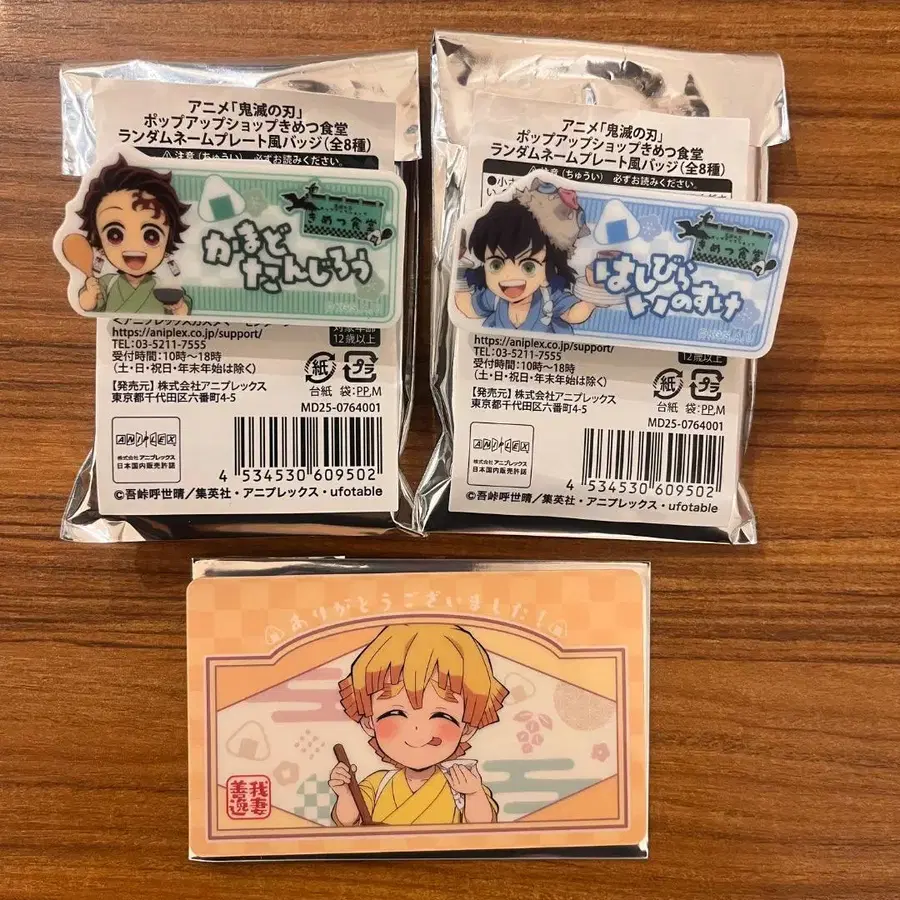 アニメ「鬼滅の刃」
ポップアップショップきめつ食堂
ランダムネームプレート風バッジ(全8種)
⚠注意(ちゅうい) 必ずお読みください。
きめつ食堂
かまど
たんじろう
https://aniplex.co.jp/support/
TEL:03-5211-7555
受付時間:10時〜18時
(土・日・祝日・年末年始は除く)
対象年齢
12歳以上
【発売元】株式会社アニプレックス
東京都千代田区六番町4-5
紙
プラ
台紙 袋:PP,M
MD25-0764001
ANIPLEX
株式会社アニプレックス
日本国内販売許諾
4 534530 609502
©吾峠呼世晴/集英社・アニプレックス・ufotable
アニメ「鬼滅の刃」
ポップアップショップきめつ食堂
ランダムネームプレート風バッジ(全8種)
⚠注意(ちゅうい) 必ずお読みください。
きめつ食堂
はしびら
いのすけ
https://aniplex.co.jp/support/
TEL:03-5211-7555
受付時間:10時〜18時
(土・日・祝日・年末年始は除く)
12歳以上
【発売元】株式会社アニプレックス
東京都千代田区六番町4-5
紙
プラ
台紙 袋:PP,M
MD25-0764001
ANIPLEX
株式会社アニプレックス
日本国内販売許諾
4 534530 609502
©吾峠呼世晴/集英社・アニプレックス・ufotable
ありがとうございました!
我妻
善逸